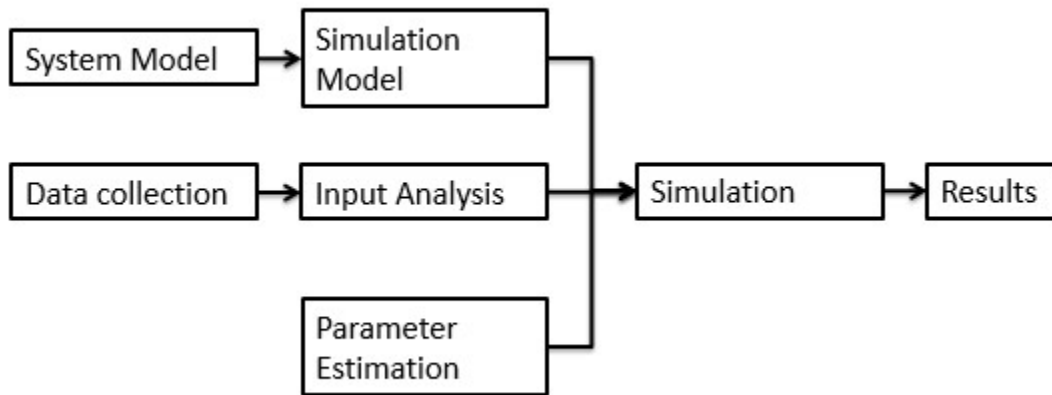 System Model
Simulation
Model
Data collection
Input Analysis
Simulation
Results
Parameter
Estimation